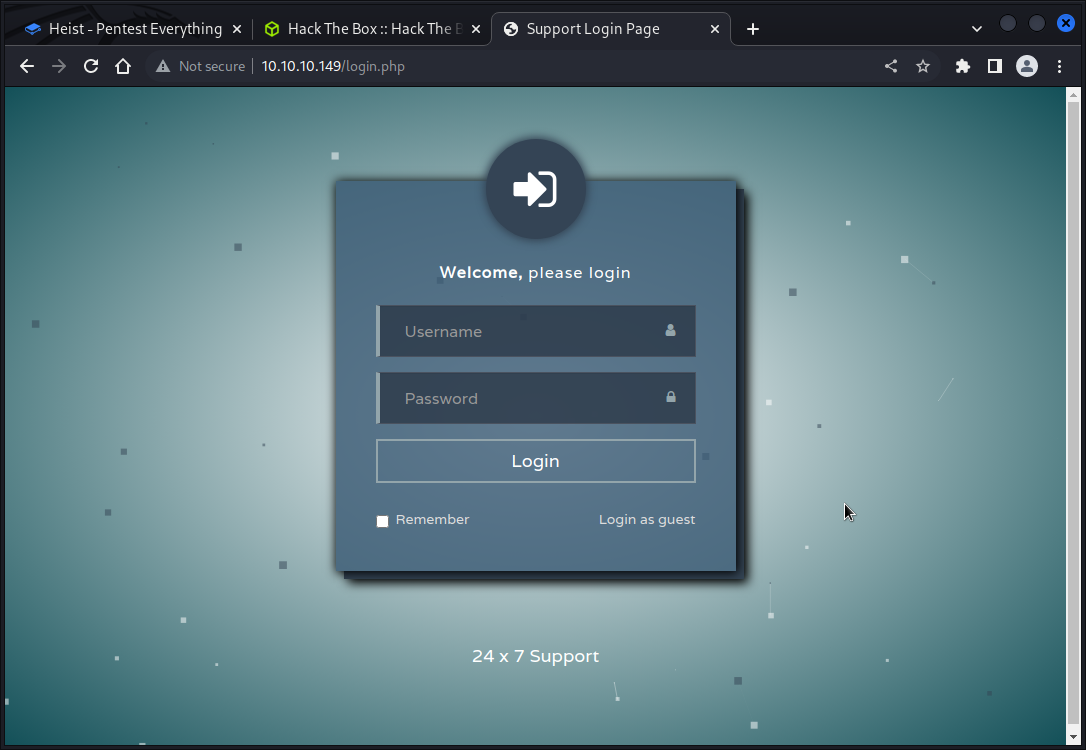 Heist - Pentest Everything
Hack The Box :: Hack The B
Support Login Page
Not secure
10.10.10.149/login.php
Welcome, please login
Username
Password
Login
Remember
Login as guest
24 x 7 Support